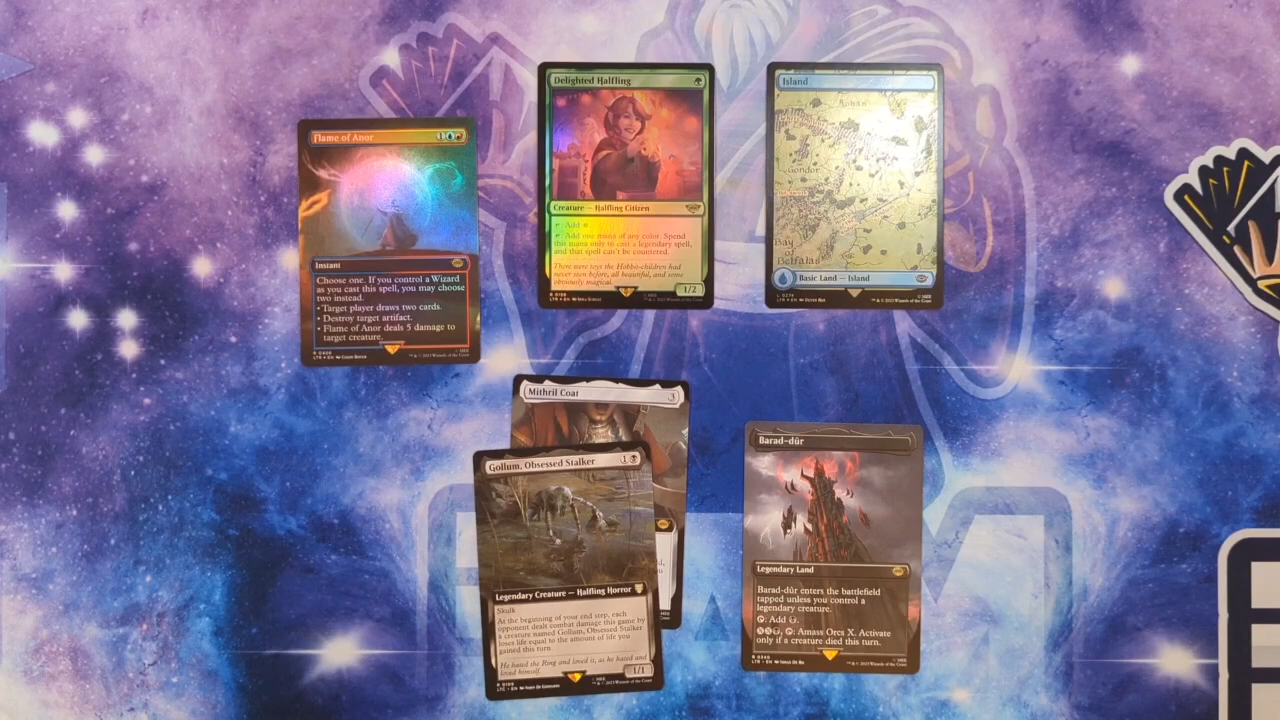 Flame of Anor
Instant
Choose one. If you control a Wizard
as you cast this spell, you may choose
two instead.
• Target player draws two cards.
• Destroy target artifact.
• Flame of Anor deals 5 damage to
target creature.
Delighted Halfling
Creature — Halfling Citizen
: Add
: Add one mana of any color. Spend
this mana only to cast a legendary spell,
and that spell can't be countered.
There were toys the Hobbit-children had
never seen before, all beautiful, and some
obviously magical.
1/2
Island
Rohan
Gondor
Bay
of
Belfalas
Basic Land — Island
Mithril Coat
3
Gollum, Obsessed Stalker
1
Legendary Creature — Halfling Horror
Skulk
At the beginning of your end step, each
opponent dealt combat damage this game by
a creature named Gollum, Obsessed Stalker
loses life equal to the amount of life you
gained this turn.
He hated the Ring and loved it, as he hated and
loved himself.
1/1
Barad-dûr
Legendary Land
Barad-dûr enters the battlefield
tapped unless you control a
legendary creature.
: Add
XX, : Amass Orcs X. Activate
only if a creature died this turn.